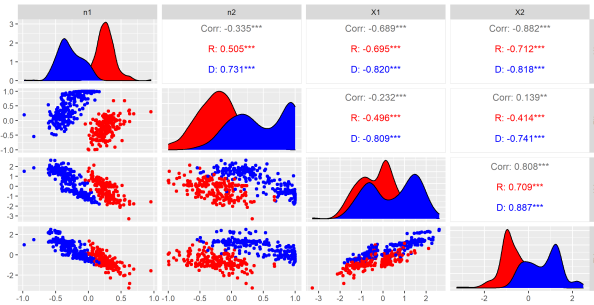 n1 n2 X1 X2
3
2
1
0
Corr: -0.335***
R: 0.505***
D: 0.731***
Corr: -0.689***
R: -0.695***
D: -0.820***
Corr: -0.882***
R: -0.712***
D: -0.818***
1.0
0.5
0.0
-0.5
-1.0
Corr: -0.232***
R: -0.496***
D: -0.809***
Corr: 0.139**
R: -0.414***
D: -0.741***
2
1
0
-1
-2
-3
Corr: 0.808***
R: 0.709***
D: 0.887***
2
0
-2
-1.0 -0.5 0.0 0.5 1.0 -1.0 -0.5 0.0 0.5 1.0 -3 -2 -1 0 1 2 -2 0 2